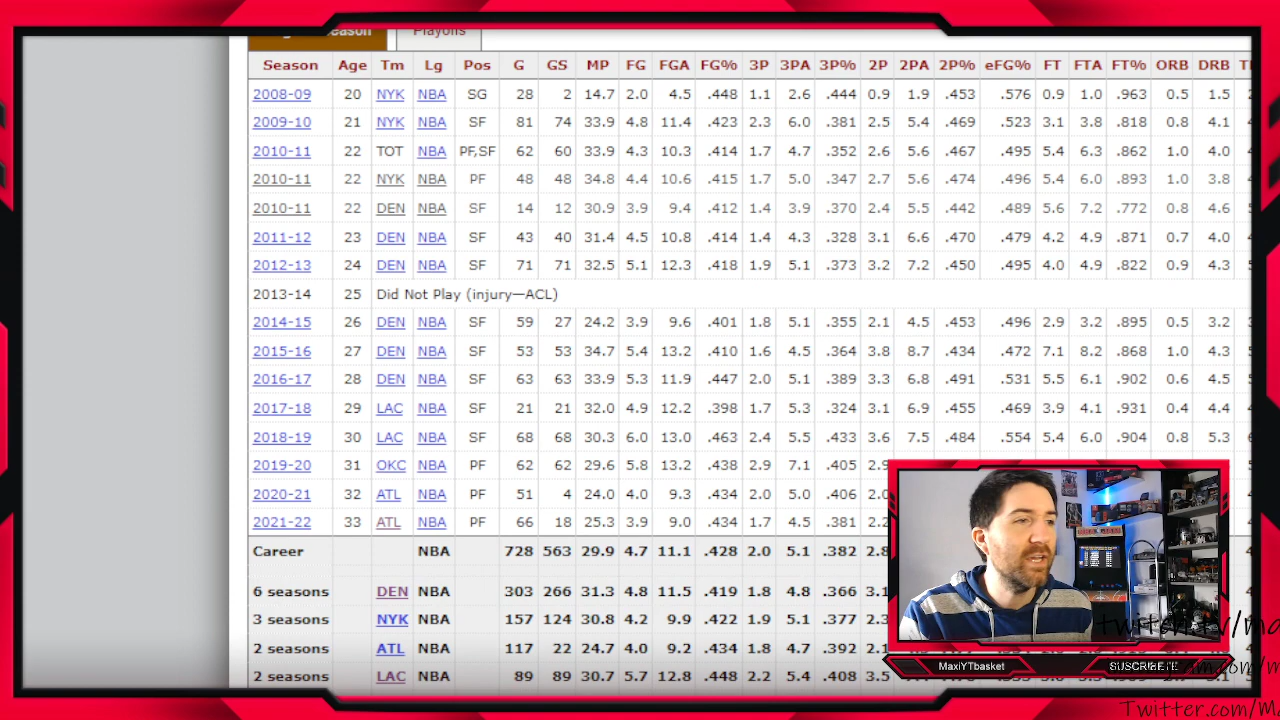 Playoffs
Season Age Tm Lg Pos G GS MP FG FGA FG% 3P 3PA 3P% 2P 2PA 2P% eFG% FT FTA FT% ORB DRB
2008-09 20 NYK NBA SG 28 2 14.7 2.0 4.5 .448 1.1 2.6 .444 0.9 1.9 .453 .576 0.9 1.0 .963 0.5 1.5
2009-10 21 NYK NBA SF 81 74 33.9 4.8 11.4 .423 2.3 6.0 .381 2.5 5.4 .469 .523 3.1 3.8 .818 0.8 4.1
2010-11 22 TOT NBA PF,SF 62 60 33.9 4.3 10.3 .414 1.7 4.7 .352 2.6 5.6 .467 .495 5.4 6.3 .862 1.0 4.0
2010-11 22 NYK NBA PF 48 48 34.8 4.4 10.6 .415 1.7 5.0 .347 2.7 5.6 .474 .496 5.4 6.0 .893 1.0 3.8
2010-11 22 DEN NBA SF 14 12 30.9 3.9 9.4 .412 1.4 3.9 .370 2.4 5.5 .442 .489 5.6 7.2 .772 0.8 4.6
2011-12 23 DEN NBA SF 43 40 31.4 4.5 10.8 .414 1.4 4.3 .328 3.1 6.6 .470 .479 4.2 4.9 .871 0.7 4.0
2012-13 24 DEN NBA SF 71 71 32.5 5.1 12.3 .418 1.9 5.1 .373 3.2 7.2 .450 .495 4.0 4.9 .822 0.9 4.3
2013-14 25 Did Not Play (injury—ACL)
2014-15 26 DEN NBA SF 59 27 24.2 3.9 9.6 .401 1.8 5.1 .355 2.1 4.5 .453 .496 2.9 3.2 .895 0.5 3.2
2015-16 27 DEN NBA SF 53 53 34.7 5.4 13.2 .410 1.6 4.5 .364 3.8 8.7 .434 .472 7.1 8.2 .868 1.0 4.3
2016-17 28 DEN NBA SF 63 63 33.9 5.3 11.9 .447 2.0 5.1 .389 3.3 6.8 .491 .531 5.5 6.1 .902 0.6 4.5
2017-18 29 LAC NBA SF 21 21 32.0 4.9 12.2 .398 1.7 5.3 .324 3.1 6.9 .455 .469 3.9 4.1 .931 0.4 4.4
2018-19 30 LAC NBA SF 68 68 30.3 6.0 13.0 .463 2.4 5.5 .433 3.6 7.5 .484 .554 5.4 6.0 .904 0.8 5.3
2019-20 31 OKC NBA PF 62 62 29.6 5.8 13.2 .438 2.9 7.1 .405 2.9
2020-21 32 ATL NBA PF 51 4 24.0 4.0 9.3 .434 2.0 5.0 .406 2.0
2021-22 33 ATL NBA PF 66 18 25.3 3.9 9.0 .434 1.7 4.5 .381 2.2
Career NBA 728 563 29.9 4.7 11.1 .428 2.0 5.1 .382 2.8
6 seasons DEN NBA 303 266 31.3 4.8 11.5 .419 1.8 4.8 .366 3.1
3 seasons NYK NBA 157 124 30.8 4.2 9.9 .422 1.9 5.1 .377 2.3
2 seasons ATL NBA 117 22 24.7 4.0 9.2 .434 1.8 4.7 .392 2.1
2 seasons LAC NBA 89 89 30.7 5.7 12.8 .448 2.2 5.4 .408 3.5
MaxiYTbasket SUSCRIBETE
Twitter.com/Ma